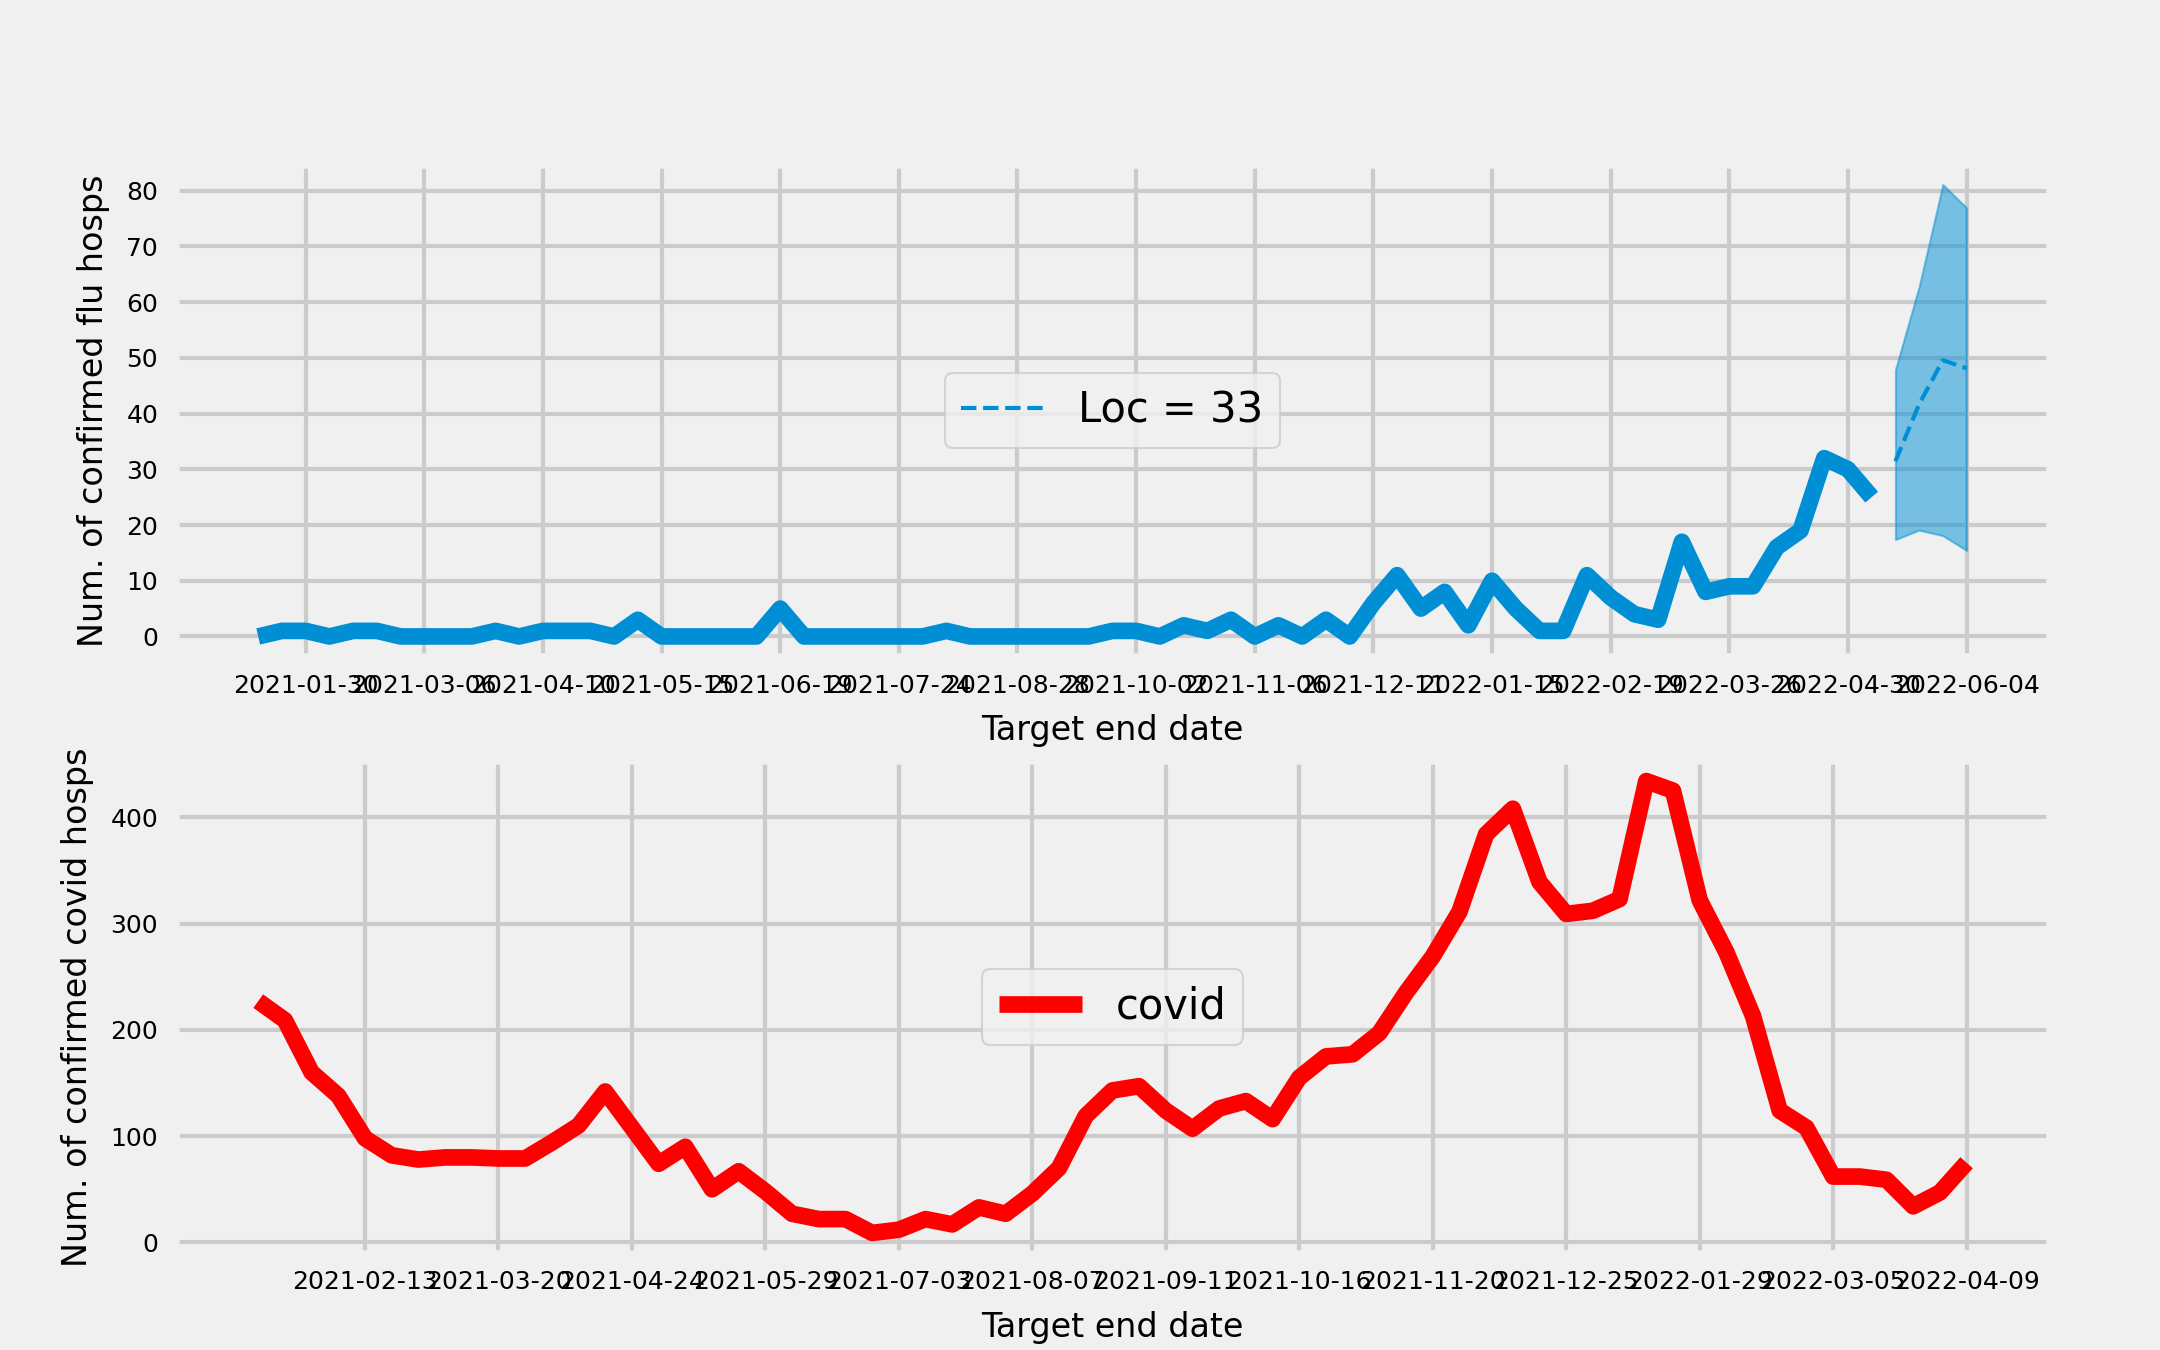 Num. of confirmed flu hosps
80
70
60
50
40
30
20
10
0
Loc = 33
2021-01-30 2021-03-06 2021-04-10 2021-05-15 2021-06-19 2021-07-24 2021-08-28 2021-10-02 2021-11-06 2021-12-11 2022-01-15 2022-02-19 2022-03-26 2022-04-30 2022-06-04
Target end date
Num. of confirmed covid hosps
400
300
200
100
0
covid
2021-02-13 2021-03-20 2021-04-24 2021-05-29 2021-07-03 2021-08-07 2021-09-11 2021-10-16 2021-11-20 2021-12-25 2022-01-29 2022-03-05 2022-04-09
Target end date